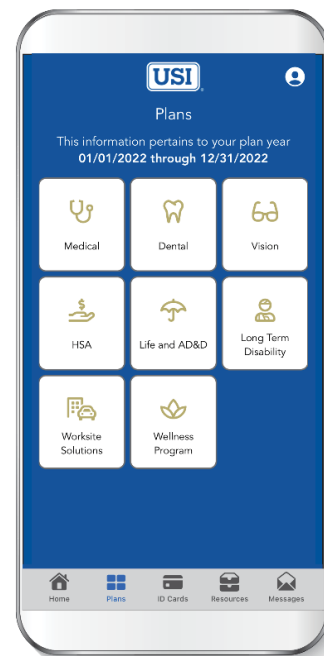 USI
Plans
This information pertains to your plan year
01/01/2022 through 12/31/2022
Medical
Dental
Vision
$
HSA
Life and AD&D
Long Term
Disability
Worksite
Solutions
Wellness
Program
Home
Plans
ID Cards
Resources
Messages